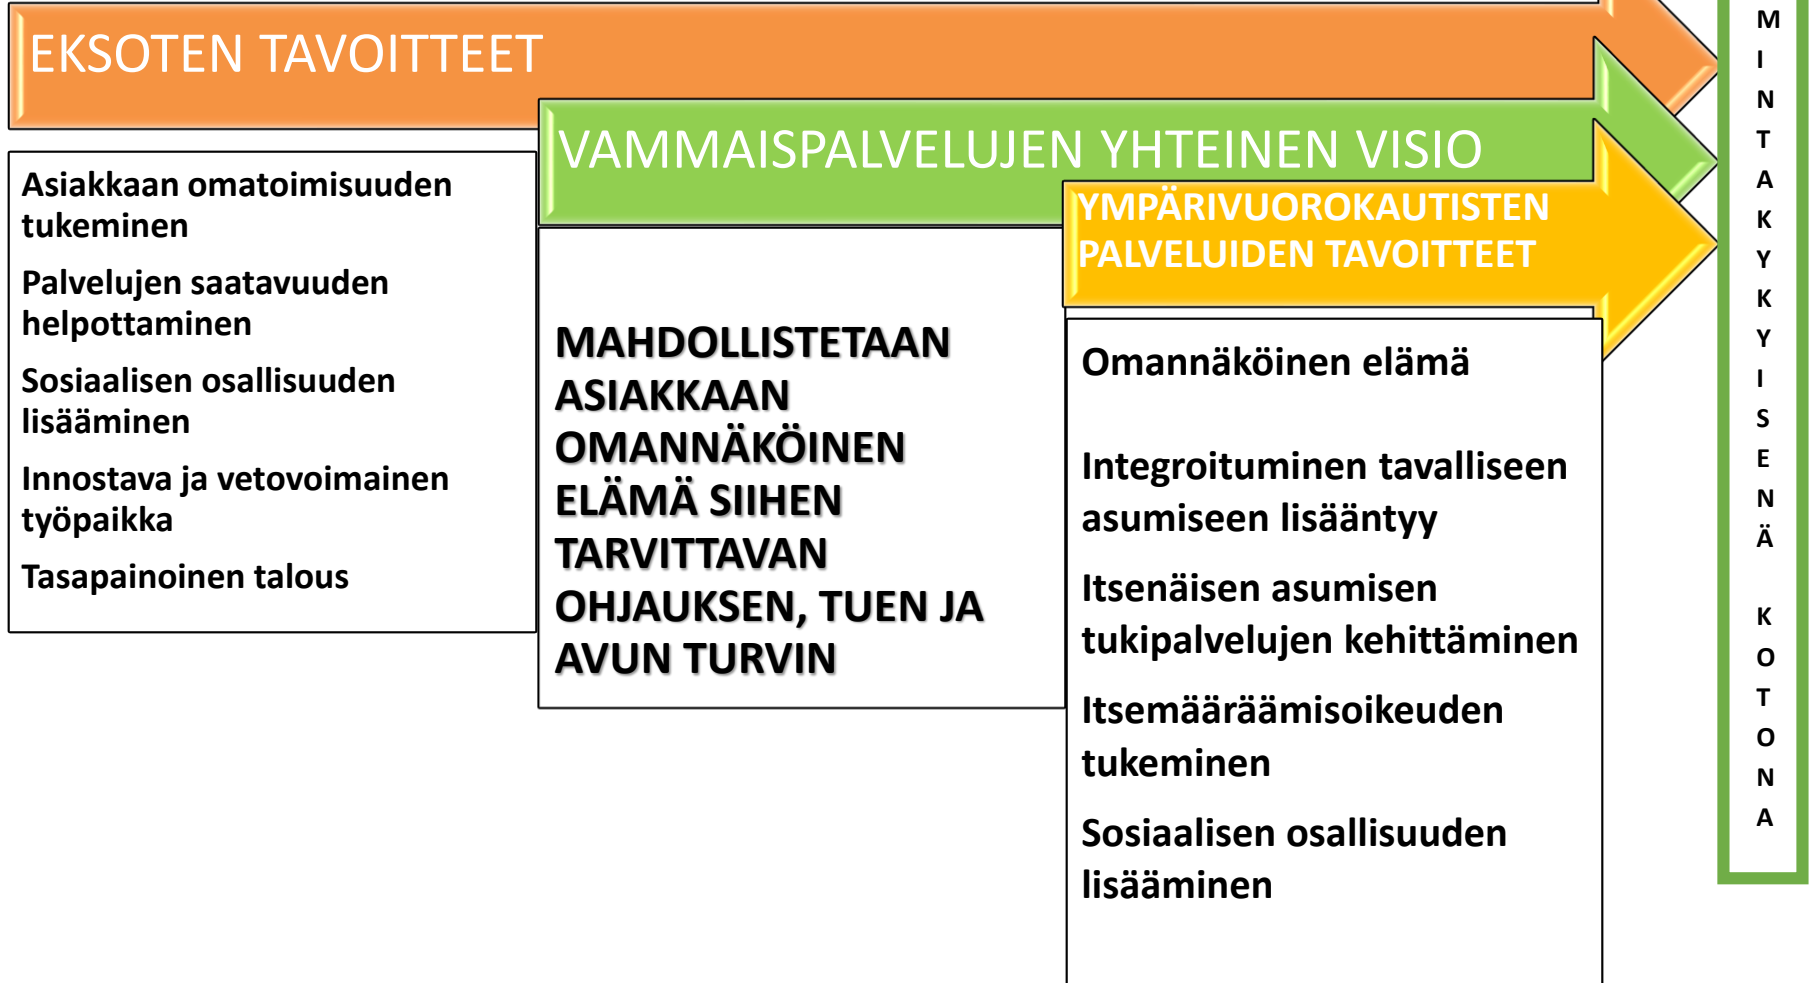 EKSOTEN TAVOITTEET
Asiakkaan omatoimisuuden
tukeminen
Palvelujen saatavuuden
helpottaminen
Sosiaalisen osallisuuden
lisääminen
Innostava ja vetovoimainen
työpaikka
Tasapainoinen talous
VAMMAISPALVELUJEN YHTEINEN VISIO
MAHDOLLISTETAAN
ASIAKKAAN
OMANNÄKÖINEN
ELÄMÄ SIIHEN
TARVITTAVAN
OHJAUKSEN, TUEN JA
AVUN TURVIN
YMPÄRIVUOROKAUTISTEN
PALVELUIDEN TAVOITTEET
Omannäköinen elämä
Integroituminen tavalliseen
asumiseen lisääntyy
Itsenäisen asumisen
tukipalvelujen kehittäminen
Itsemääräämisoikeuden
tukeminen
Sosiaalisen osallisuuden
lisääminen
M
I
N
T
A
K
Y
K
Y
I
S
E
N
Ä
K
O
T
O
N
A